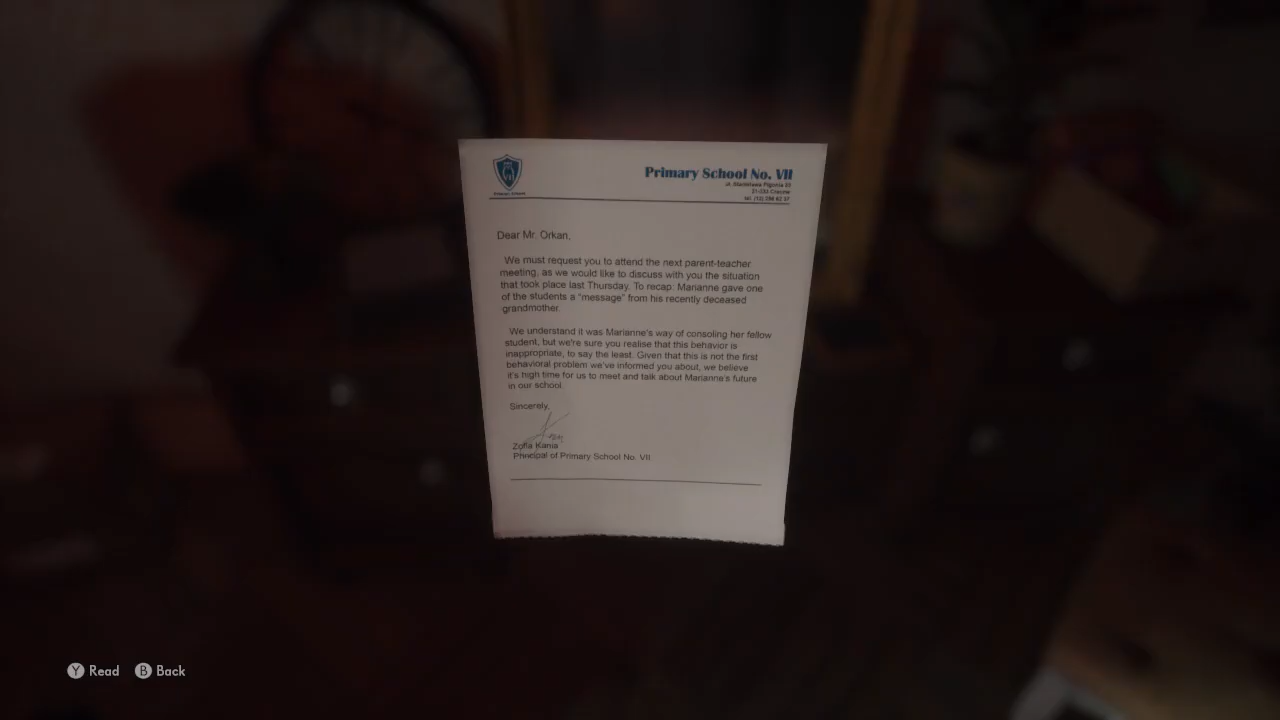 Primary School No. VII
Dear Mr. Orkan,
We must request you to attend the next parent-teacher
meeting, as we would like to discuss with you the situation
that took place last Thursday. To recap: Marianne gave one
of the students a "message" from his recently deceased
grandmother.
We understand it was Marianne's way of consoling her fellow
student, but we're sure you realise that this behavior is
inappropriate, to say the least. Given that this is not the first
behavioral problem we've informed you about, we believe
it's high time for us to meet and talk about Marianne's future
in our school.
Sincerely,
Zofia Kania
Principal of Primary School No. VII
Y Read B Back